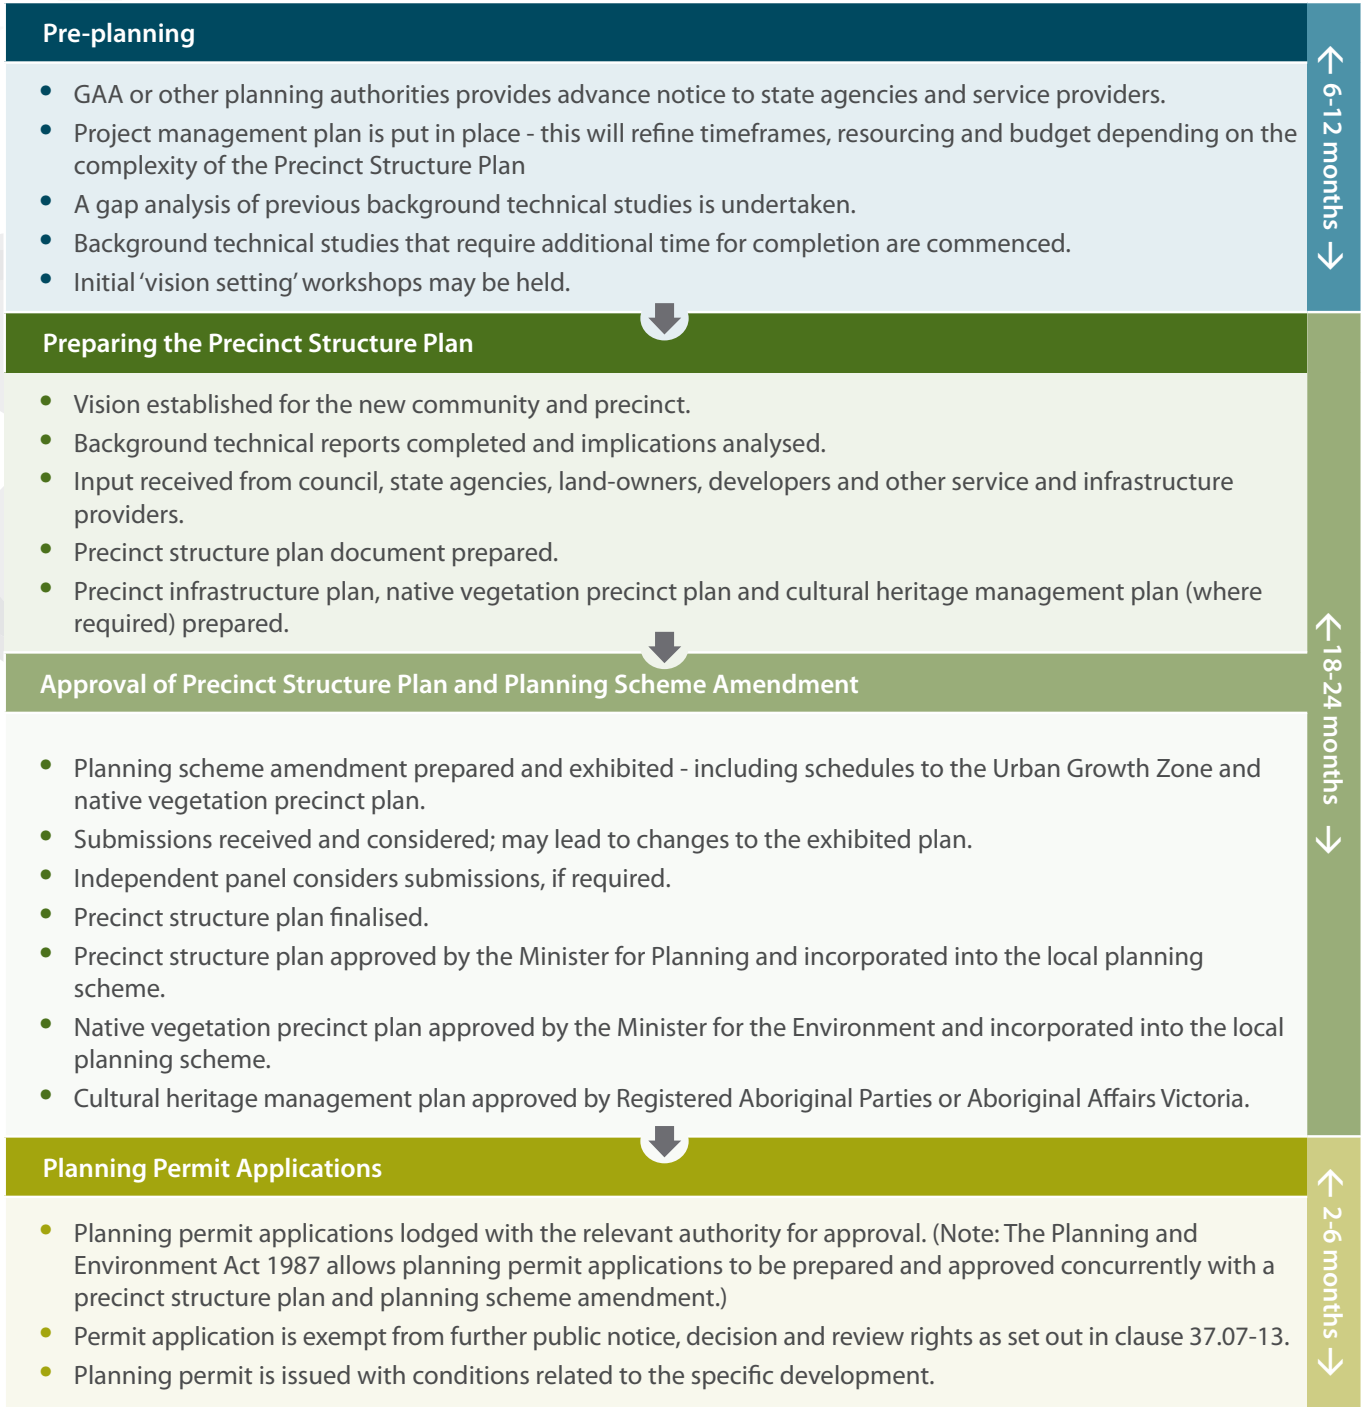 Pre-planning
• GAA or other planning authorities provides advance notice to state agencies and service providers.
• Project management plan is put in place - this will refine timeframes, resourcing and budget depending on the
complexity of the Precinct Structure Plan
• A gap analysis of previous background technical studies is undertaken.
• Background technical studies that require additional time for completion are commenced.
• Initial ‘vision setting’ workshops may be held.
← 6-12 months →
Preparing the Precinct Structure Plan
• Vision established for the new community and precinct.
• Background technical reports completed and implications analysed.
• Input received from council, state agencies, land-owners, developers and other service and infrastructure
providers.
• Precinct structure plan document prepared.
• Precinct infrastructure plan, native vegetation precinct plan and cultural heritage management plan (where
required) prepared.
Approval of Precinct Structure Plan and Planning Scheme Amendment
• Planning scheme amendment prepared and exhibited - including schedules to the Urban Growth Zone and
native vegetation precinct plan.
• Submissions received and considered; may lead to changes to the exhibited plan.
• Independent panel considers submissions, if required.
• Precinct structure plan finalised.
• Precinct structure plan approved by the Minister for Planning and incorporated into the local planning
scheme.
• Native vegetation precinct plan approved by the Minister for the Environment and incorporated into the local
planning scheme.
• Cultural heritage management plan approved by Registered Aboriginal Parties or Aboriginal Affairs Victoria.
← 18-24 months →
Planning Permit Applications
• Planning permit applications lodged with the relevant authority for approval. (Note: The Planning and
Environment Act 1987 allows planning permit applications to be prepared and approved concurrently with a
precinct structure plan and planning scheme amendment.)
• Permit application is exempt from further public notice, decision and review rights as set out in clause 37.07-13.
• Planning permit is issued with conditions related to the specific development.
← 2-6 months →